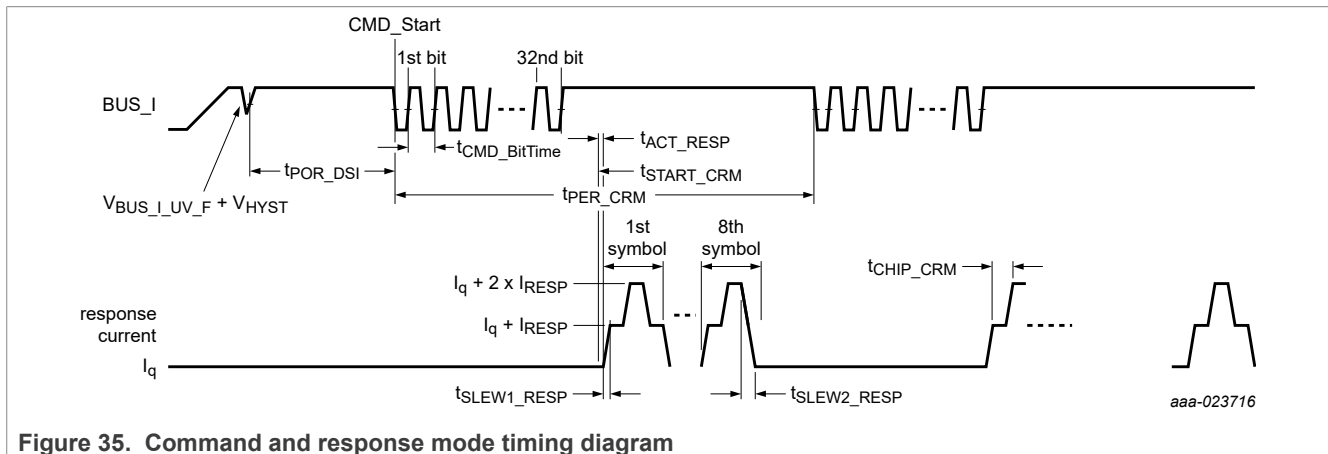 CMD_Start
1st bit
32nd bit
BUS_I
tACT_RESP
tCMD_BitTime
tPOR_DSI
tSTART_CRM
tPER_CRM
VBUS_I_UV_F + VHYST
1st
symbol
8th
symbol
tCHIP_CRM
Iq + 2 x IRESP
response
current
Iq + IRESP
Iq
tSLEW1_RESP
tSLEW2_RESP
aaa-023716
Figure 35. Command and response mode timing diagram